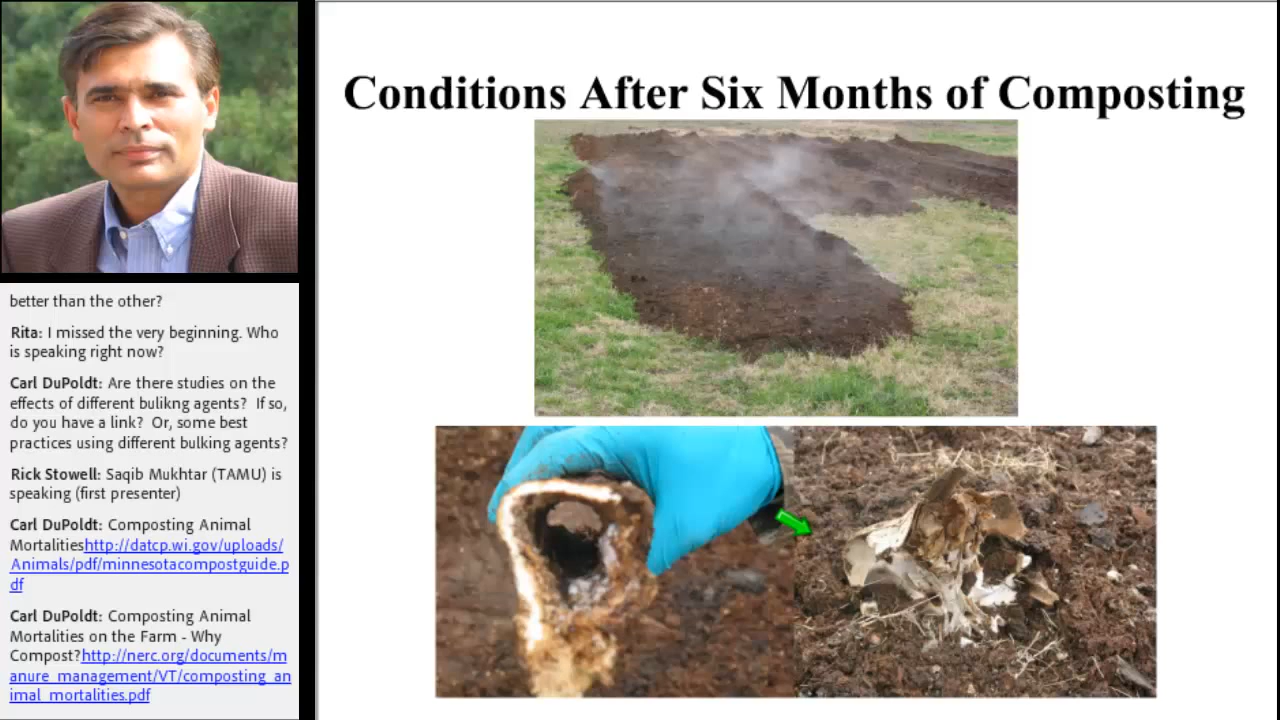 Conditions After Six Months of Composting
better than the other?
Rita: I missed the very beginning. Who
is speaking right now?
Carl DuPoldt: Are there studies on the
effects of different bulikng agents? If so,
do you have a link? Or, some best
practices using different bulking agents?
Rick Stowell: Saqib Mukhtar (TAMU) is
speaking (first presenter)
Carl DuPoldt: Composting Animal
Mortalitieshttp://datcp.wi.gov/uploads/
Animals/pdf/minnesotacompostguide.p
df
Carl DuPoldt: Composting Animal
Mortalities on the Farm - Why
Compost?http://nerc.org/documents/m
anure_management/VT/composting_an
imal_mortalities.pdf